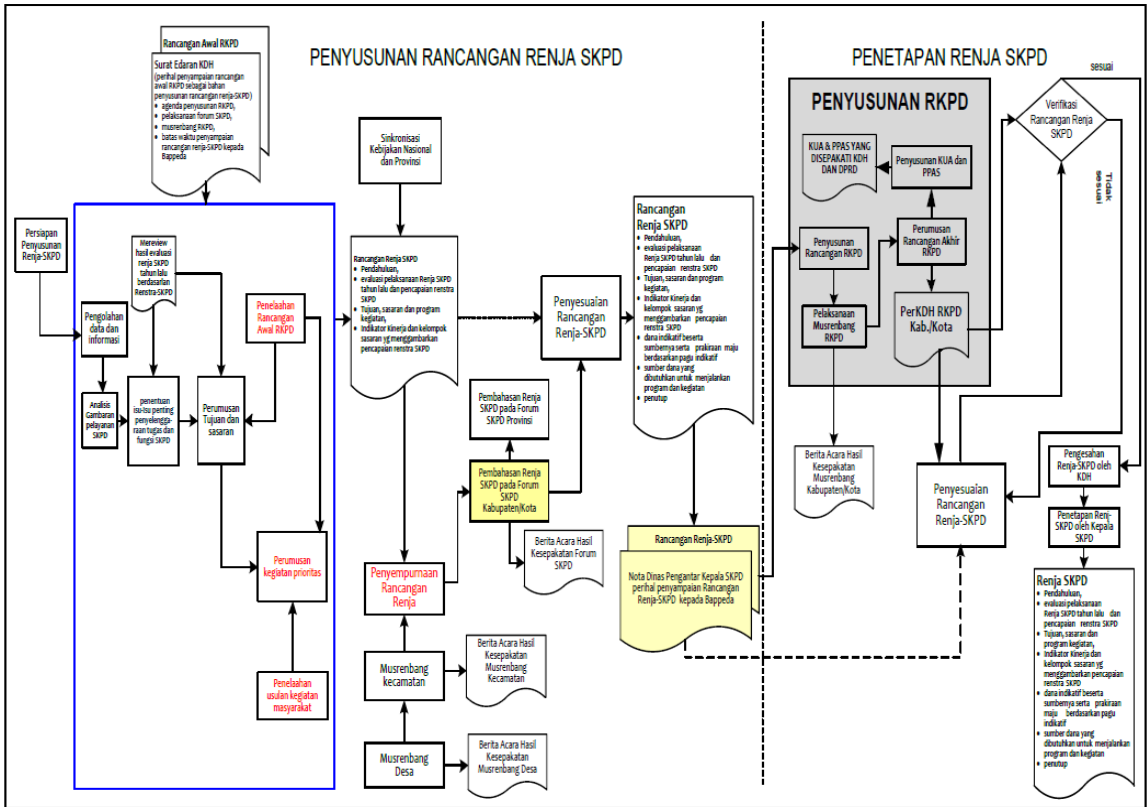 PENYUSUNAN RANCANGAN RENJA SKPD
PENETAPAN RENJA SKPD
Rancangan Awal RKPD
Surat Edaran KDH
(perihal penyampaian rancangan
awal RKPD sebagai bahan
penyusunan rancangan renja-SKPD)
• agenda penyusunan RKPD,
• pelaksanaan forum SKPD,
• musrenbang RKPD,
• batas waktu penyampaian
rancangan renja-SKPD kepada
Bappeda
Persiapan
Penyusunan
Renja-SKPD
Mereview
hasil evaluasi
renja SKPD
tahun lalu
berdasarlan
Renstra-SKPD
Pengolahan
data dan
informasi
Penelaahan
Rancangan
Awal RKPD
Analisis
Gambaran
pelayanan
SKPD
penentuan
isu-isu penting
penyelengga-
raan tugas dan
fungsi SKPD
Perumusan
Tujuan dan
sasaran
Perumusan
kegiatan prioritas
Penelaahan
usulan kegiatan
masyarakat
Sinkronisasi
Kebijakan Nasional
dan Provinsi
Rancangan Renja SKPD
• Pendahuluan,
• evaluasi pelaksanaan Renja SKPD
tahun lalu dan pencapaian renstra
SKPD
• Tujuan, sasaran dan program
kegiatan,
• Indikator Kinerja dan kelompok
sasaran yg menggambarkan
pencapaian renstra SKPD
Penyempurnaan
Rancangan
Renja
Musrenbang
kecamatan
Berita Acara Hasil
Kesepakatan
Musrenbang
Kecamatan
Musrenbang
Desa
Berita Acara Hasil
Kesepakatan
Musrenbang Desa
Pembahasan Renja
SKPD pada Forum
SKPD Provinsi
Pembahasan Renja
SKPD pada Forum
SKPD
Kabupaten/Kota
Berita Acara Hasil
Kesepakatan Forum
SKPD
Penyesuaian
Rancangan
Renja-SKPD
Rancangan
Renja SKPD
• Pendahuluan,
• evaluasi pelaksanaan
Renja SKPD tahun lalu dan
pencapaian renstra SKPD
• Tujuan, sasaran dan program
kegiatan,
• Indikator Kinerja dan
kelompok sasaran yg
menggambarkan pencapaian
renstra SKPD
• dana indikatif beserta
sumbernya serta prakiraan maju
berdasarkan pagu indikatif
• sumber dana yang
dibutuhkan untuk menjalankan
program dan kegiatan
• penutup
Rancangan Renja-SKPD
Nota Dinas Pengantar Kepala SKPD
perihal penyampaian Rancangan
Renja-SKPD kepada Bappeda
PENYUSUNAN RKPD
KUA & PPAS YANG
DISEPAKATI KDH
DAN DPRD
Penyusunan KUA dan
PPAS
Penyusunan
Rancangan RKPD
Perumusan
Rancangan Akhir
RKPD
Pelaksanaan
Musrenbang
RKPD
PerKDH RKPD
Kab./Kota
Berita Acara Hasil
Kesepakatan
Musrenbang
Kabupaten/Kota
Verifikasi
Rancangan Renja
SKPD
sesuai
Tidak
sesuai
Penyesuaian
Rancangan
Renja-SKPD
Pengesahan
Renja-SKPD oleh
KDH
Penetapan Renj-
SKPD oleh Kepala
SKPD
Renja SKPD
• Pendahuluan,
• evaluasi pelaksanaan
Renja SKPD tahun lalu dan
pencapaian renstra SKPD
• Tujuan, sasaran dan
program kegiatan,
• Indikator Kinerja dan
kelompok sasaran yg
menggambarkan pencapaian
renstra SKPD
• dana indikatif beserta
sumbernya serta prakiraan
maju berdasarkan pagu
indikatif
• sumber dana yang
dibutuhkan untuk menjalankan
program dan kegiatan
• penutup